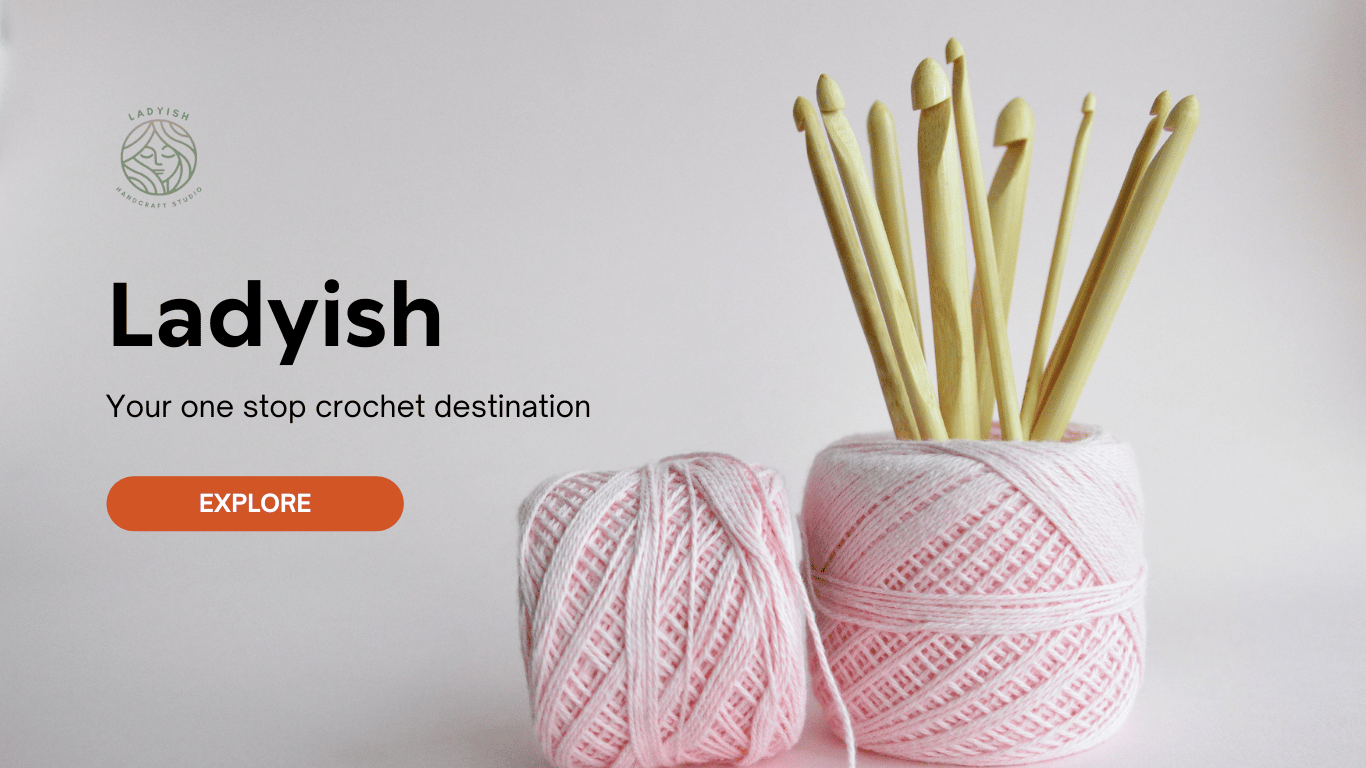 LADYISH
HANDCRAFT STUDIO
Ladyish
Your one stop crochet destination
EXPLORE